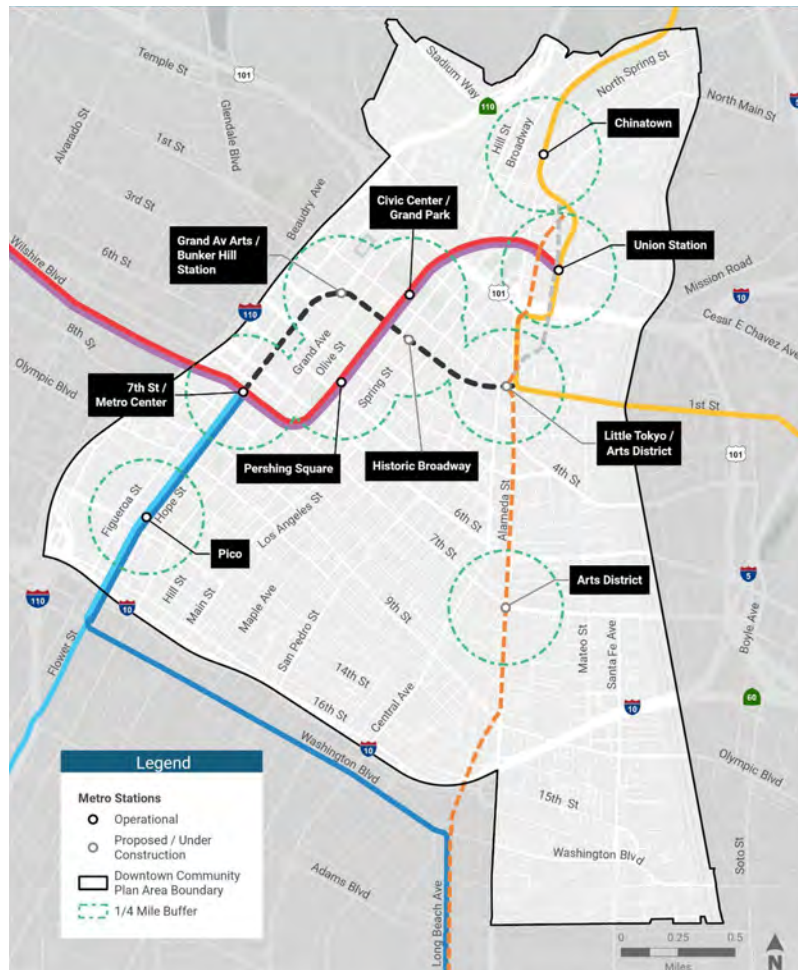 Temple St
101
Stadium Way
110
North Spring St
North Main St
5
Glendale Blvd
Alvarado St
1st St
3rd St
6th St
Wilshire Blvd
8th St
Olympic Blvd
110
Beaudry Ave
Hill St
Broadway
Chinatown
Civic Center /
Grand Park
Grand Av Arts /
Bunker Hill
Station
Union Station
101
Mission Road
10
Cesar E Chavez Ave
Grand Ave
Olive St
Spring St
7th St /
Metro Center
Pershing Square
Historic Broadway
Little Tokyo /
Arts District
1st St
101
4th St
6th St
7th St
Alameda St
Figueroa St
Hope St
Pico
Los Angeles St
Hill St
Main St
Maple Ave
San Pedro St
9th St
14th St
16th St
Central Ave
Arts District
Mateo St
Santa Fe Ave
5
Boyle Ave
60
10
110
10
Flower St
10
Washington Blvd
Olympic Blvd
15th St
Washington Blvd
Soto St
Adams Blvd
Long Beach Ave
Legend
Metro Stations
Operational
Proposed / Under
Construction
Downtown Community
Plan Area Boundary
1/4 Mile Buffer
0 0.25 0.5
Miles
N